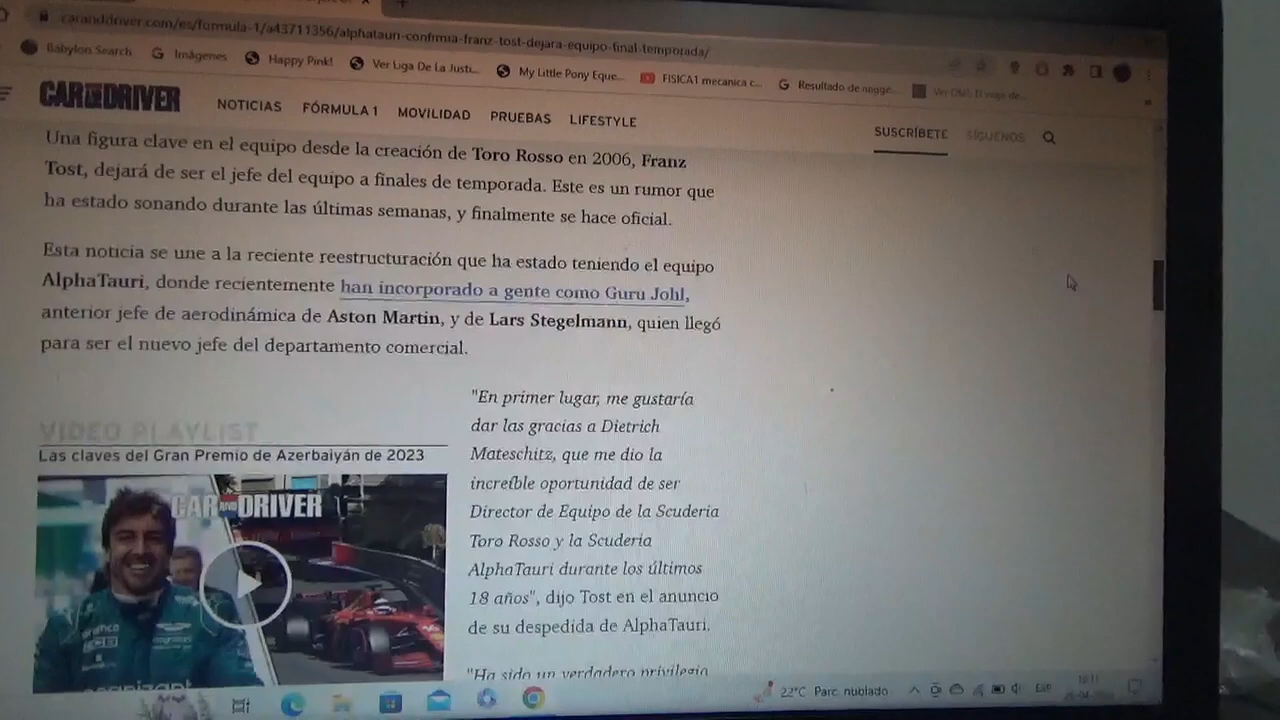 caranddriver.com/es/formula-1/a43711356/alphatauri-confirma-franz-tost-dejara-equipo-final-temporada/
Babylon Search
Imágenes
Happy Pink!
Ver Liga De La Justi...
My Little Pony Eque...
FISICA1 mecanica c...
Resultado de nogge...
CAR AND DRIVER
NOTICIAS
FÓRMULA 1
MOVILIDAD
PRUEBAS
LIFESTYLE
SUSCRÍBETE
SÍGUENOS
Una figura clave en el equipo desde la creación de Toro Rosso en 2006, Franz
Tost, dejará de ser el jefe del equipo a finales de temporada. Este es un rumor que
ha estado sonando durante las últimas semanas, y finalmente se hace oficial.
Esta noticia se une a la reciente reestructuración que ha estado teniendo el equipo
AlphaTauri, donde recientemente han incorporado a gente como Guru Johl,
anterior jefe de aerodinámica de Aston Martin, y de Lars Stegelmann, quien llegó
para ser el nuevo jefe del departamento comercial.
VIDEO PLAYLIST
Las claves del Gran Premio de Azerbaiyán de 2023
CAR AND DRIVER
aramco
cognizant
"En primer lugar, me gustaría
dar las gracias a Dietrich
Mateschitz, que me dio la
increíble oportunidad de ser
Director de Equipo de la Scuderia
Toro Rosso y la Scuderia
AlphaTauri durante los últimos
18 años", dijo Tost en el anuncio
de su despedida de AlphaTauri.
"Ha sido un verdadero privilegio
22°C Parc. nublado
ESP